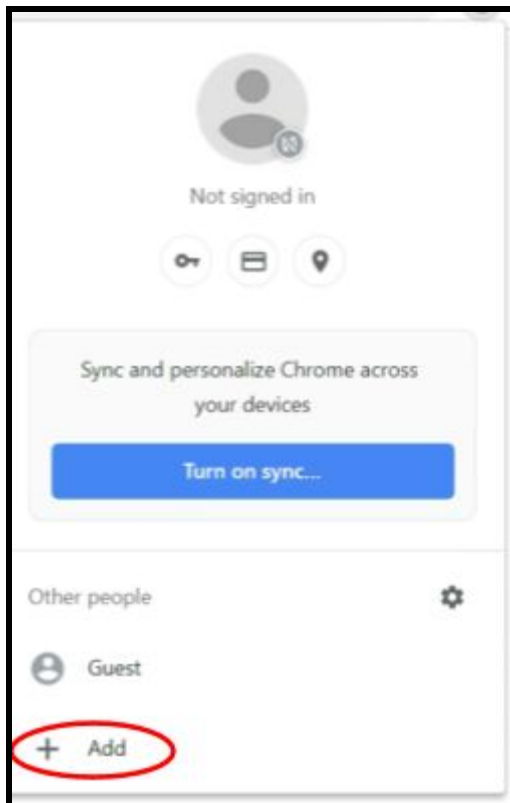 Not signed in
Sync and personalize Chrome across
your devices
Turn on sync...
Other people
Guest
Add